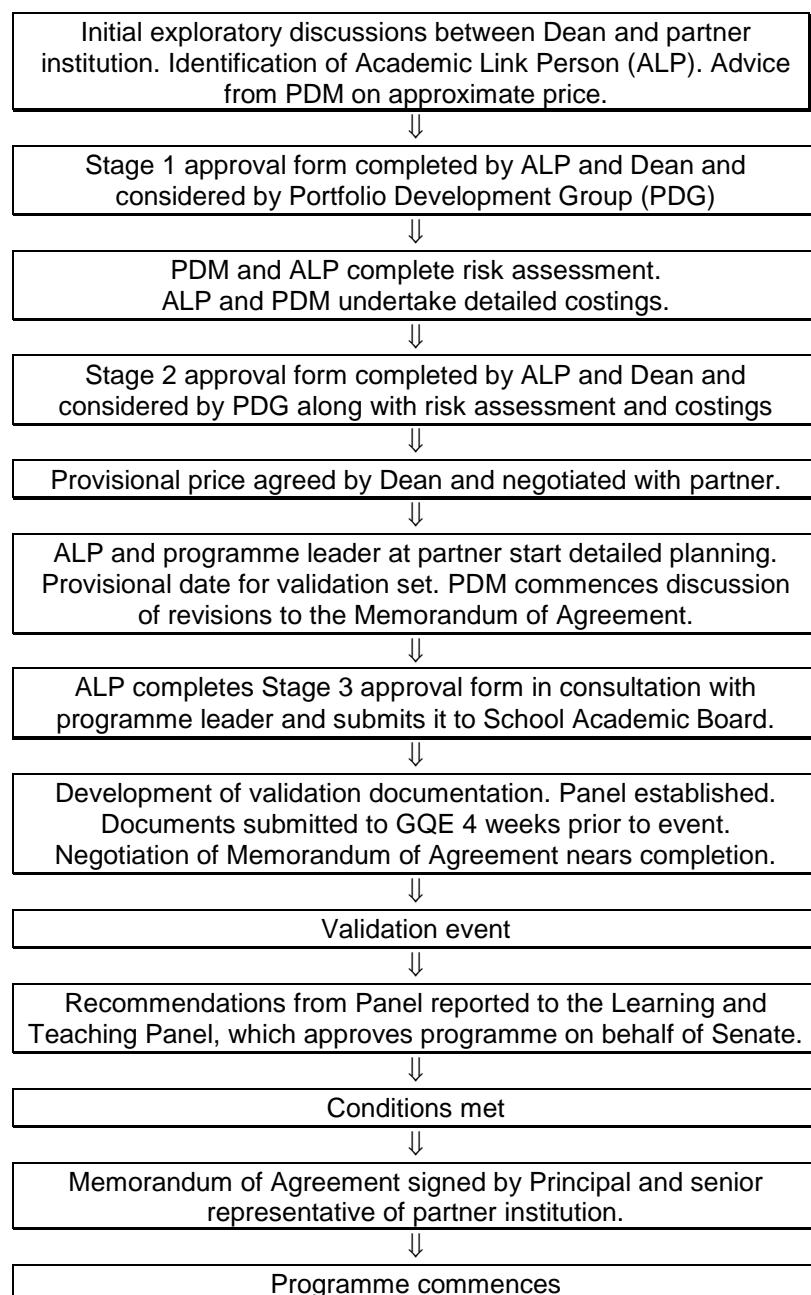 Initial exploratory discussions between Dean and partner
institution. Identification of Academic Link Person (ALP). Advice
from PDM on approximate price.
⇓
Stage 1 approval form completed by ALP and Dean and
considered by Portfolio Development Group (PDG)
⇓
PDM and ALP complete risk assessment.
ALP and PDM undertake detailed costings.
⇓
Stage 2 approval form completed by ALP and Dean and
considered by PDG along with risk assessment and costings
⇓
Provisional price agreed by Dean and negotiated with partner.
⇓
ALP and programme leader at partner start detailed planning.
Provisional date for validation set. PDM commences discussion
of revisions to the Memorandum of Agreement.
⇓
ALP completes Stage 3 approval form in consultation with
programme leader and submits it to School Academic Board.
⇓
Development of validation documentation. Panel established.
Documents submitted to GQE 4 weeks prior to event.
Negotiation of Memorandum of Agreement nears completion.
⇓
Validation event
⇓
Recommendations from Panel reported to the Learning and
Teaching Panel, which approves programme on behalf of Senate.
⇓
Conditions met
⇓
Memorandum of Agreement signed by Principal and senior
representative of partner institution.
⇓
Programme commences